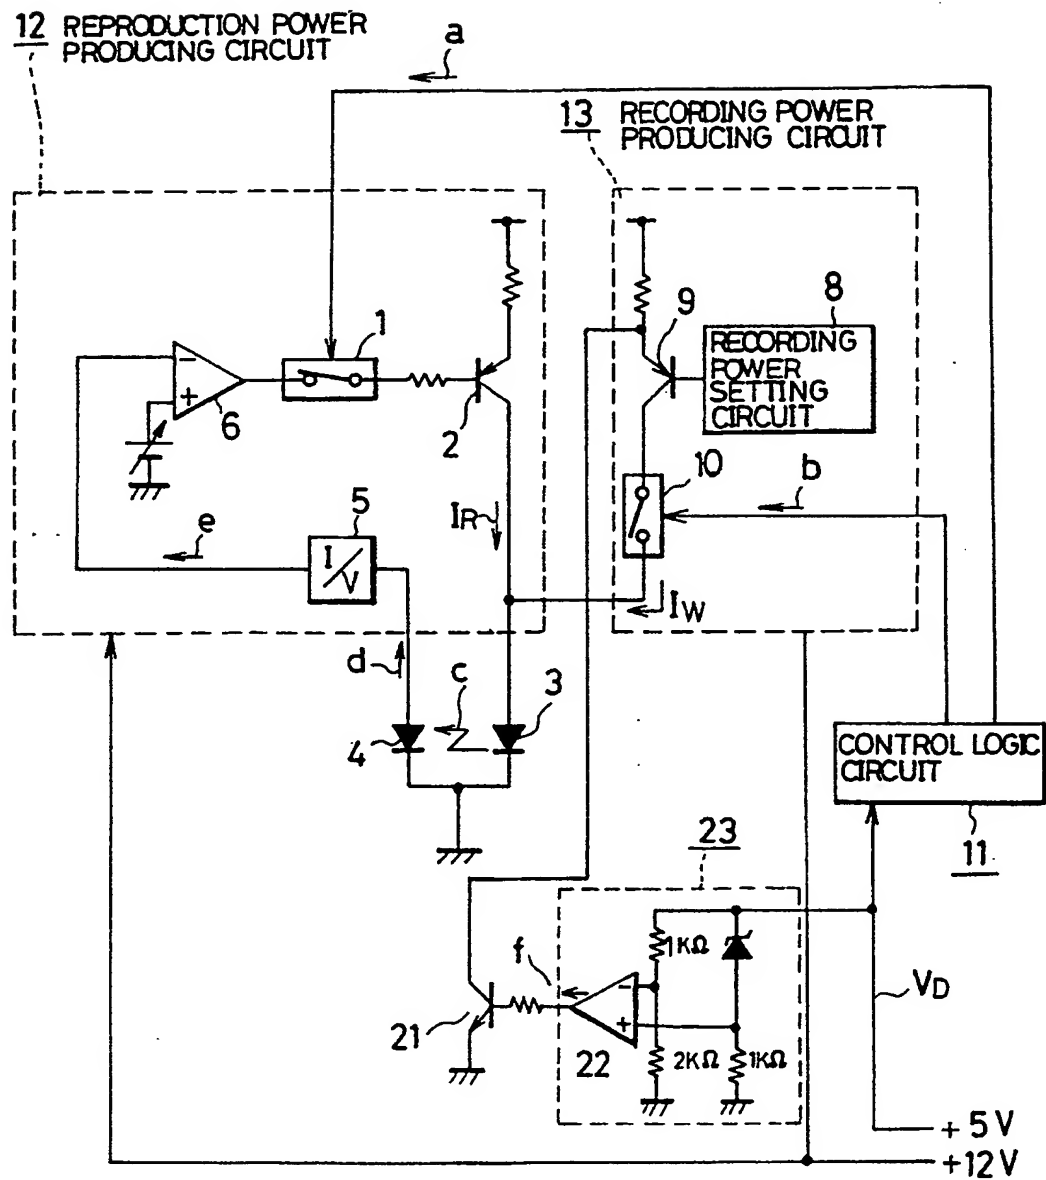 12 REPRODUCTION POWER
PRODUCING CIRCUIT
a
13 RECORDING POWER
PRODUCING CIRCUIT
1
9
8
RECORDING
POWER
SETTING
CIRCUIT
−
+
6
2
10
b
IR
5
I/V
e
IW
d
c
3
4
CONTROL LOGIC
CIRCUIT
11
23
1KΩ
f
−
+
VD
21
22
2KΩ
1KΩ
+5V
+12V